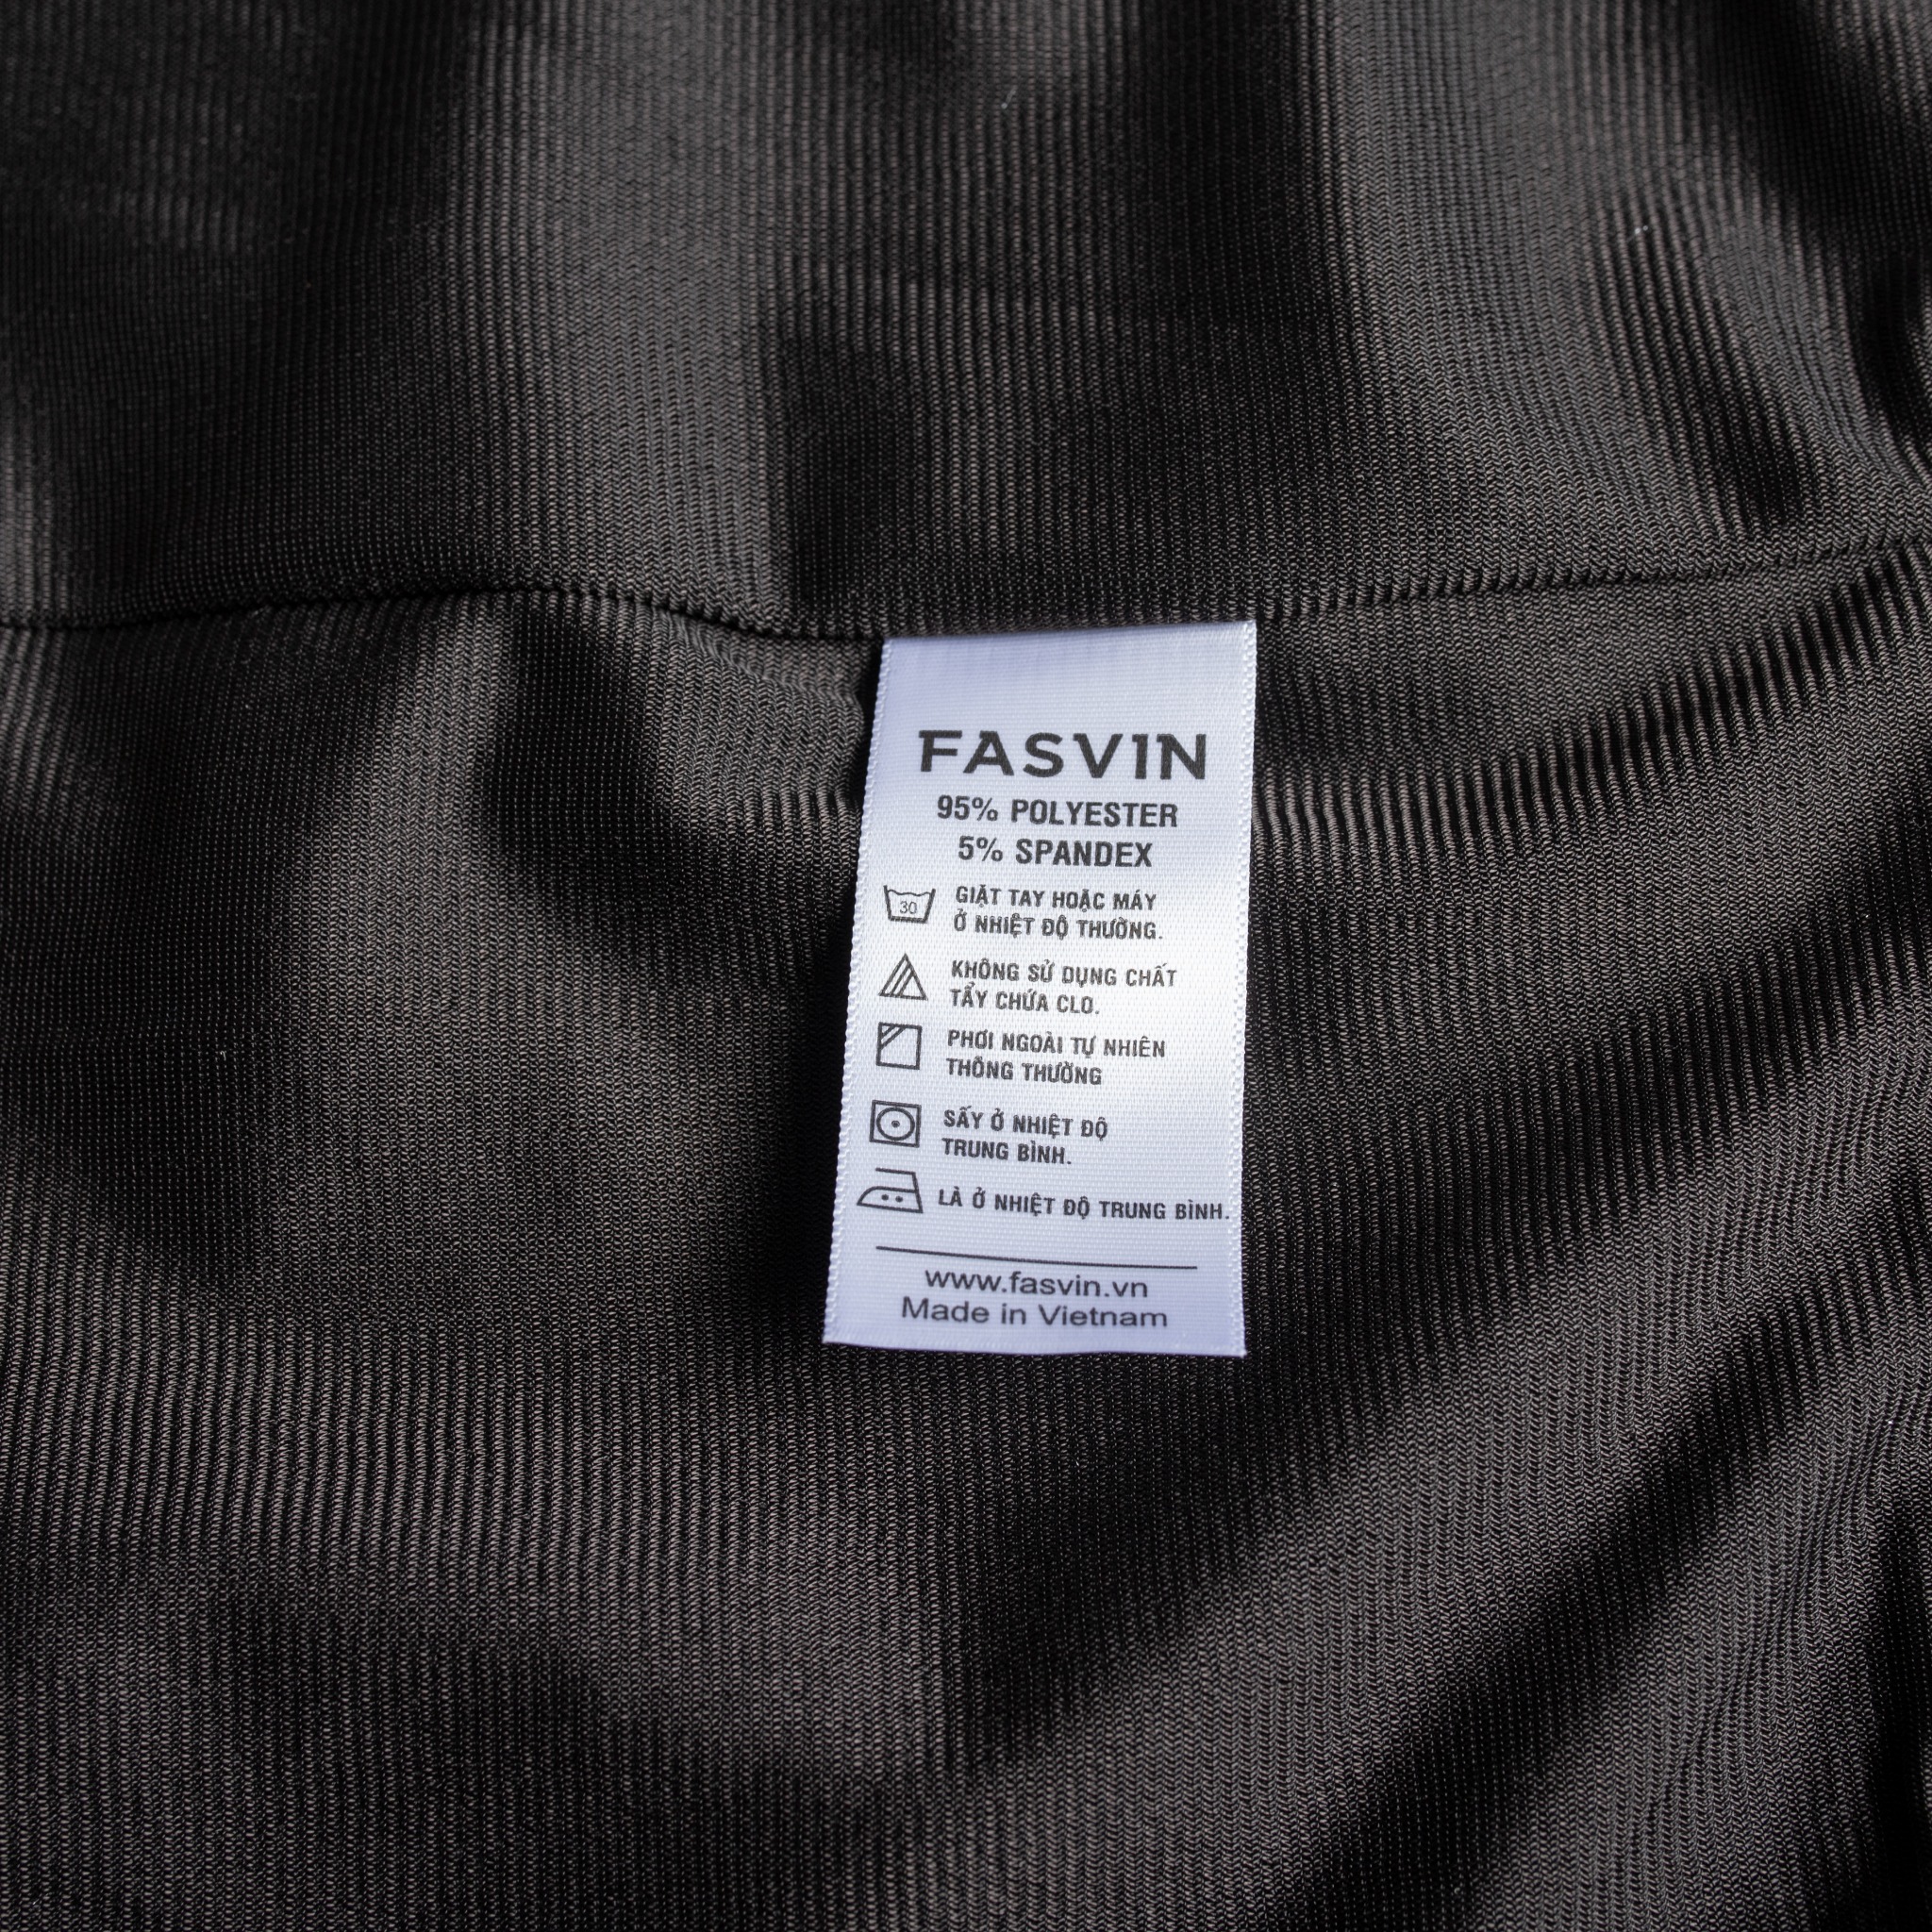 FASVIN
95% POLYESTER
5% SPANDEX
30
GIẶT TAY HOẶC MÁY
Ở NHIỆT ĐỘ THƯỜNG.
KHÔNG SỬ DỤNG CHẤT
TẨY CHỨA CLO.
PHƠI NGOÀI TỰ NHIÊN
THÔNG THƯỜNG
SẤY Ở NHIỆT ĐỘ
TRUNG BÌNH.
LÀ Ở NHIỆT ĐỘ TRUNG BÌNH.
www.fasvin.vn
Made in Vietnam